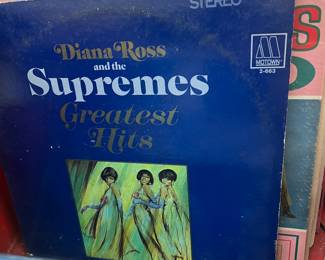 STEREO
Diana Ross
and the
Supremes
Greatest
Hits
M
MOTOWN
2-663